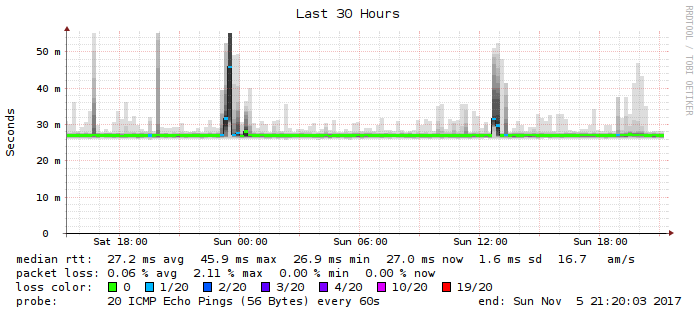 Last 30 Hours
RRDTOOL / TOBI OETIKER
Seconds
50 m
40 m
30 m
20 m
10 m
0
Sat 18:00 Sun 00:00 Sun 06:00 Sun 12:00 Sun 18:00
median rtt: 27.2 ms avg 45.9 ms max 26.9 ms min 27.0 ms now 1.6 ms sd 16.7 am/s
packet loss: 0.06 % avg 2.11 % max 0.00 % min 0.00 % now
loss color: 0 1/20 2/20 3/20 4/20 10/20 19/20
probe: 20 ICMP Echo Pings (56 Bytes) every 60s end: Sun Nov 5 21:20:03 2017